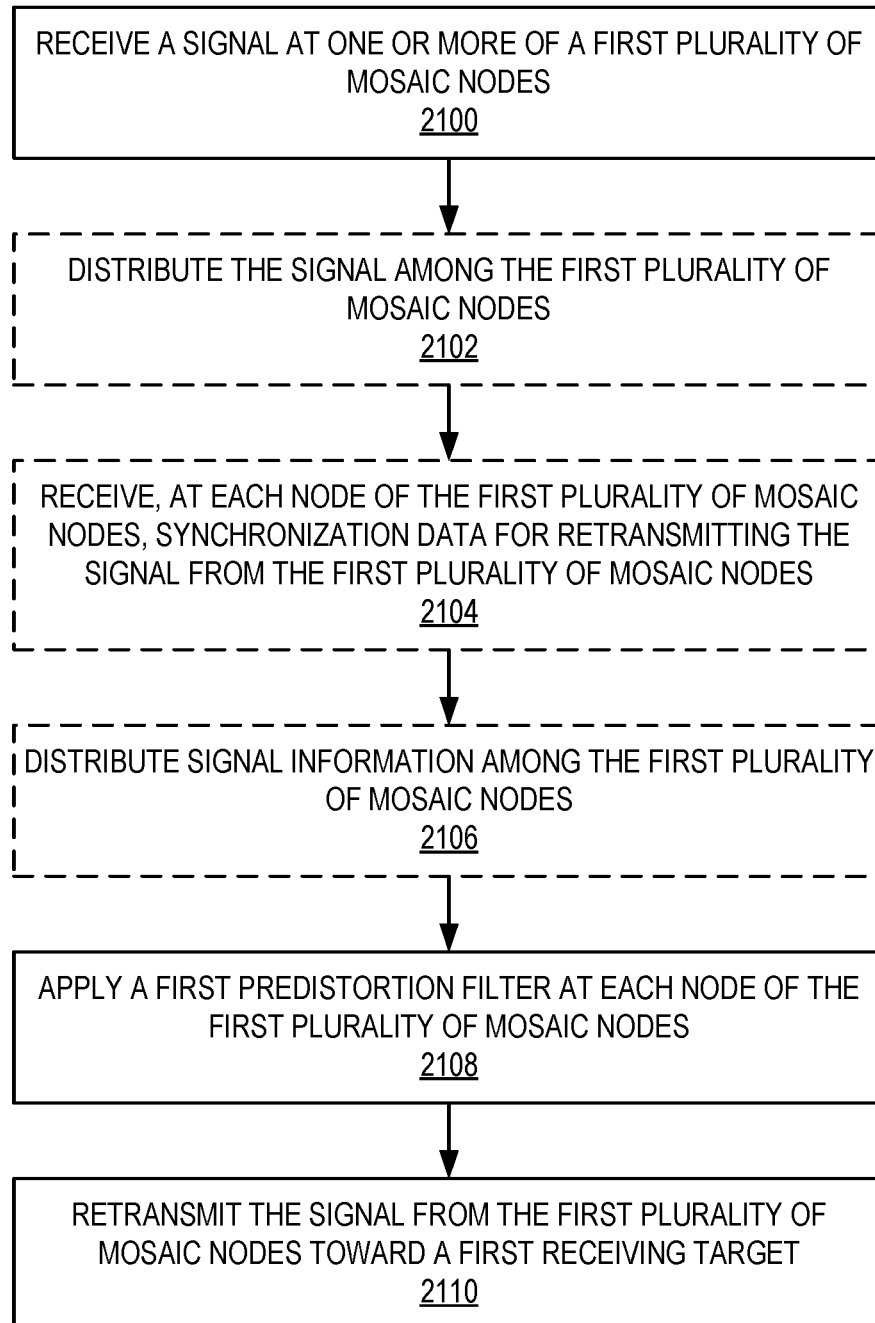 RECEIVE A SIGNAL AT ONE OR MORE OF A FIRST PLURALITY OF
MOSAIC NODES
2100
DISTRIBUTE THE SIGNAL AMONG THE FIRST PLURALITY OF
MOSAIC NODES
2102
RECEIVE, AT EACH NODE OF THE FIRST PLURALITY OF MOSAIC
NODES, SYNCHRONIZATION DATA FOR RETRANSMITTING THE
SIGNAL FROM THE FIRST PLURALITY OF MOSAIC NODES
2104
DISTRIBUTE SIGNAL INFORMATION AMONG THE FIRST PLURALITY
OF MOSAIC NODES
2106
APPLY A FIRST PREDISTORTION FILTER AT EACH NODE OF THE
FIRST PLURALITY OF MOSAIC NODES
2108
RETRANSMIT THE SIGNAL FROM THE FIRST PLURALITY OF
MOSAIC NODES TOWARD A FIRST RECEIVING TARGET
2110